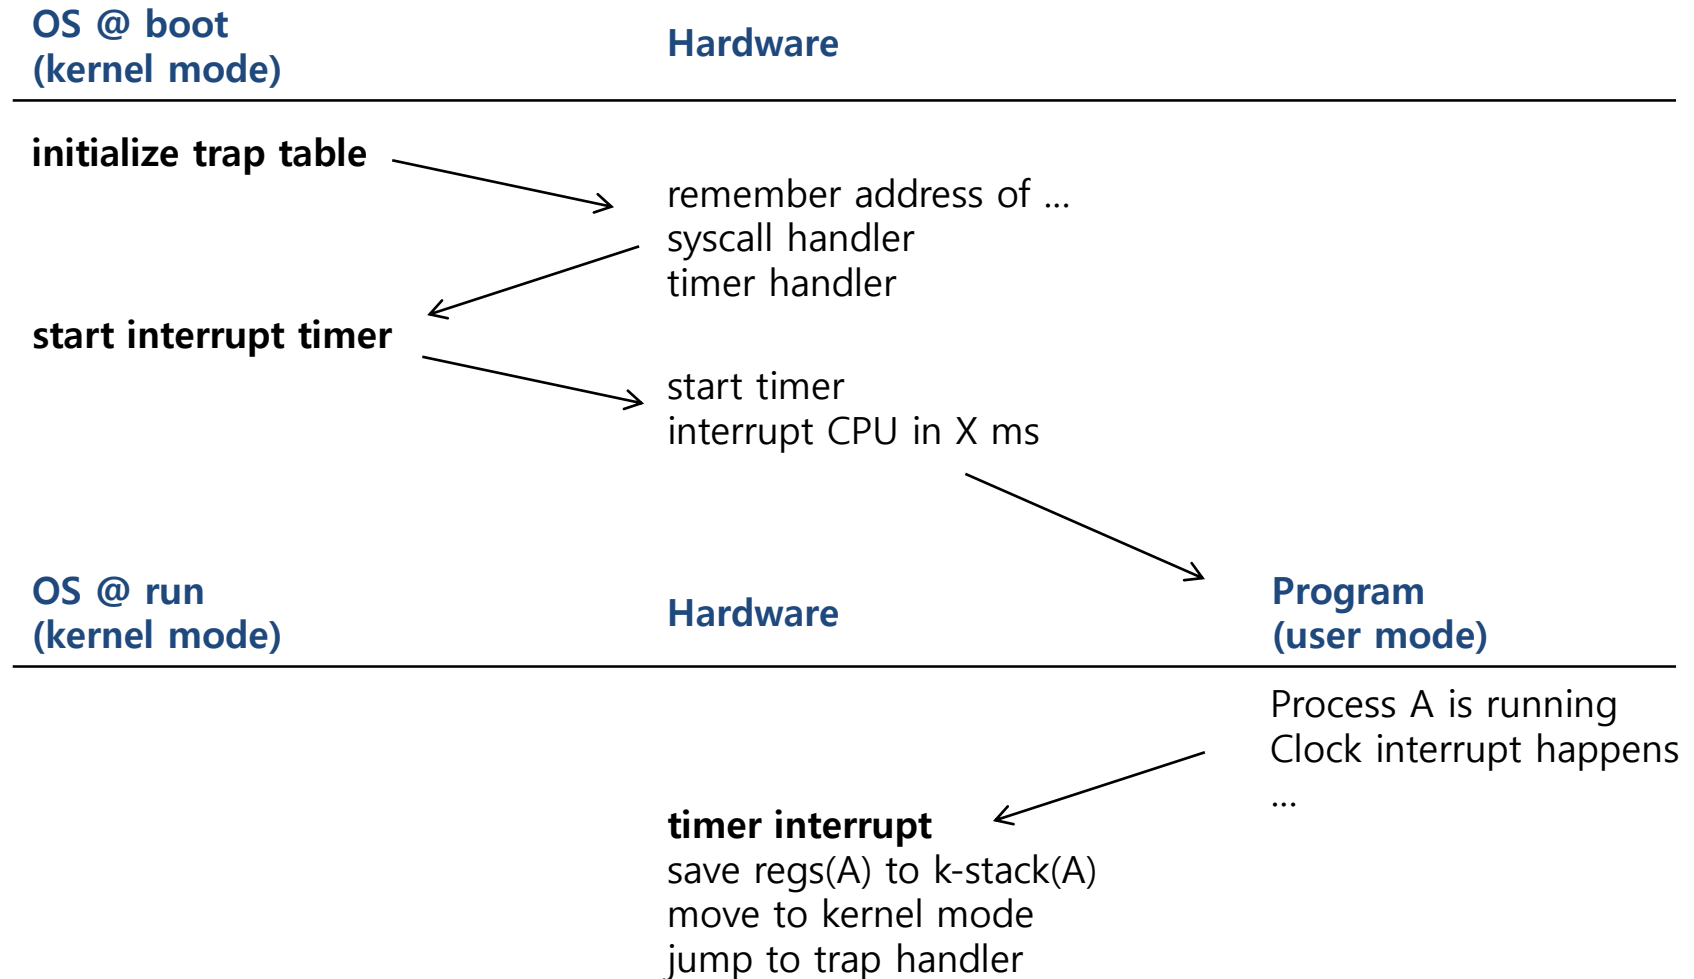 OS @ boot
(kernel mode)
Hardware
initialize trap table
remember address of ...
syscall handler
timer handler
start interrupt timer
start timer
interrupt CPU in X ms
OS @ run
(kernel mode)
Hardware
Program
(user mode)
Process A is running
Clock interrupt happens
...
timer interrupt
save regs(A) to k-stack(A)
move to kernel mode
jump to trap handler